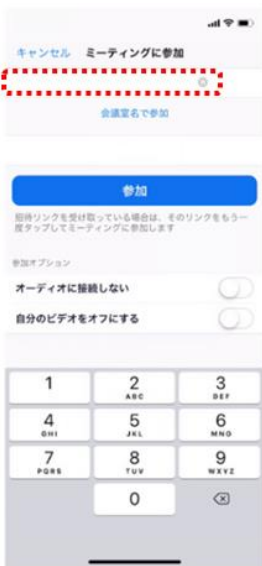 キャンセル ミーティングに参加
会議室名で参加
参加
招待リンクを受け取っている場合は、そのリンクをもう一
度タップしてミーティングに参加します
参加オプション
オーディオに接続しない
自分のビデオをオフにする
1 2 3
ABC DEF
4 5 6
GHI JKL MNO
7 8 9
PQRS TUV WXYZ
0